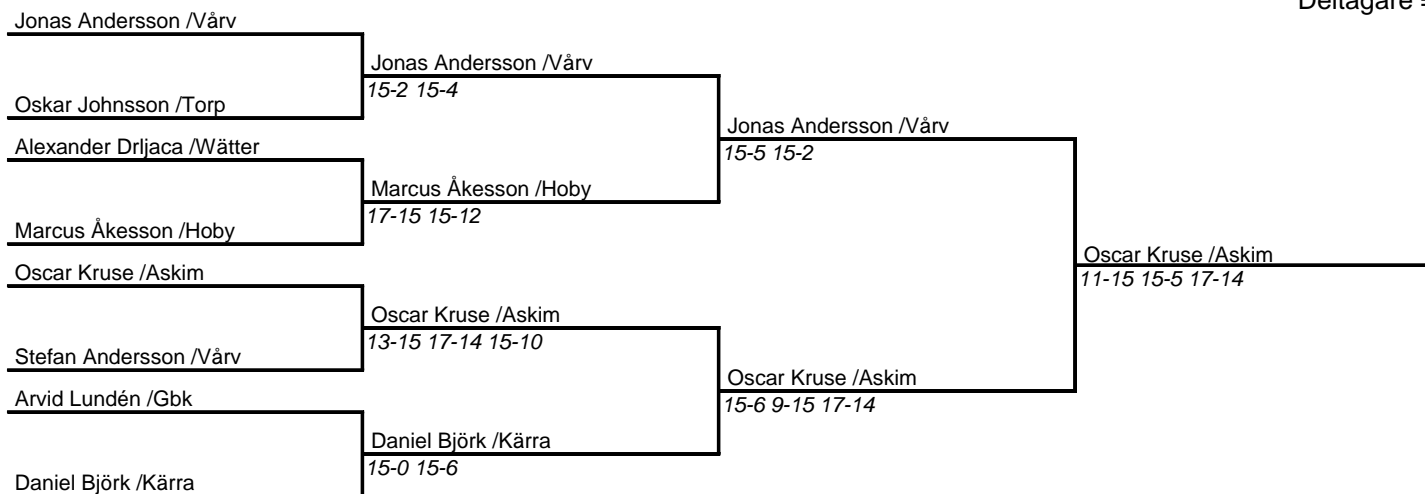 Deltagare =
Jonas Andersson /Vårv
Jonas Andersson /Vårv
15-2 15-4
Oskar Johnsson /Torp
Jonas Andersson /Vårv
15-5 15-2
Alexander Drljaca /Wätter
Marcus Åkesson /Hoby
17-15 15-12
Marcus Åkesson /Hoby
Oscar Kruse /Askim
11-15 15-5 17-14
Oscar Kruse /Askim
Oscar Kruse /Askim
13-15 17-14 15-10
Stefan Andersson /Vårv
Oscar Kruse /Askim
15-6 9-15 17-14
Arvid Lundén /Gbk
Daniel Björk /Kärra
15-0 15-6
Daniel Björk /Kärra